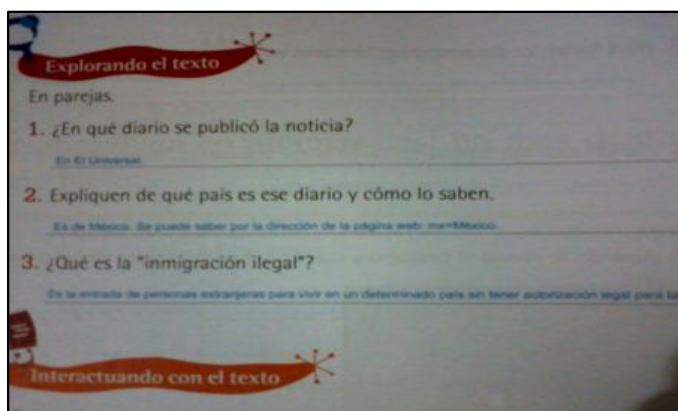 Explorando el texto
En parejas.
1. ¿En qué diario se publicó la noticia?
En El Universal.
2. Expliquen de qué país es ese diario y cómo lo saben.
Es de México. Se puede saber por la dirección de la página web: mx=México.
3. ¿Qué es la "inmigración ilegal"?
Es la entrada de personas extranjeras para vivir en un determinado país sin tener autorización legal para
Interactuando con el texto